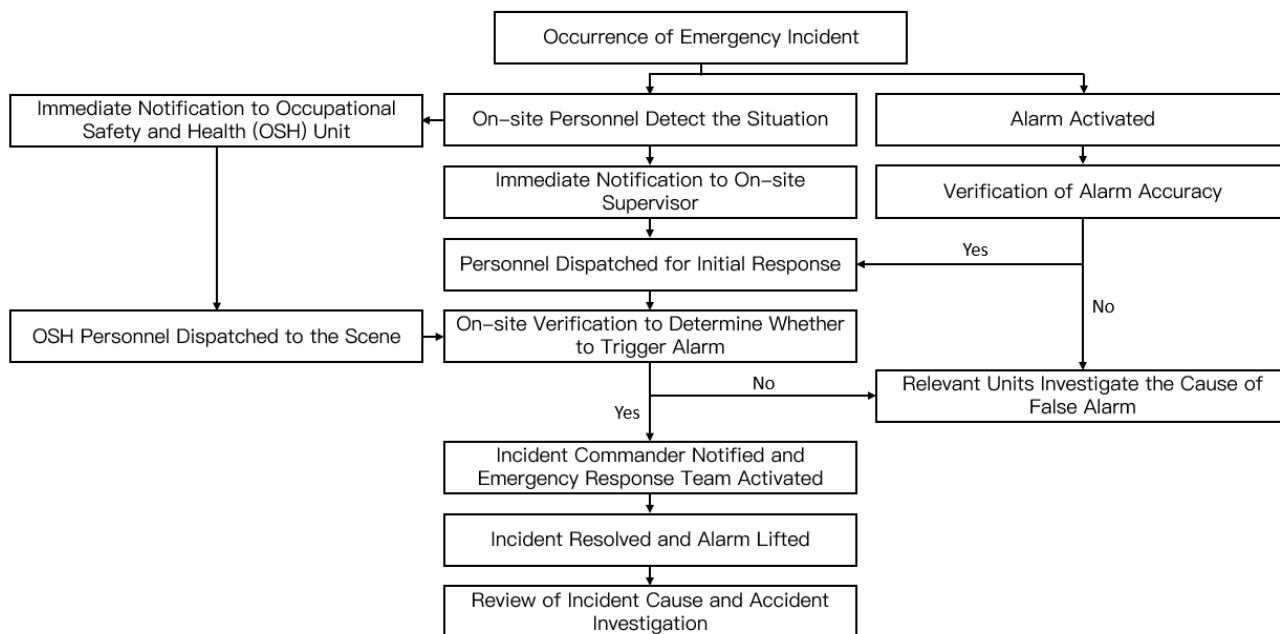 Occurrence of Emergency Incident
Immediate Notification to Occupational
Safety and Health (OSH) Unit
On-site Personnel Detect the Situation
Alarm Activated
Immediate Notification to On-site
Supervisor
Verification of Alarm Accuracy
Personnel Dispatched for Initial Response
Yes
No
OSH Personnel Dispatched to the Scene
On-site Verification to Determine Whether
to Trigger Alarm
No
Relevant Units Investigate the Cause of
False Alarm
Yes
Incident Commander Notified and
Emergency Response Team Activated
Incident Resolved and Alarm Lifted
Review of Incident Cause and Accident
Investigation